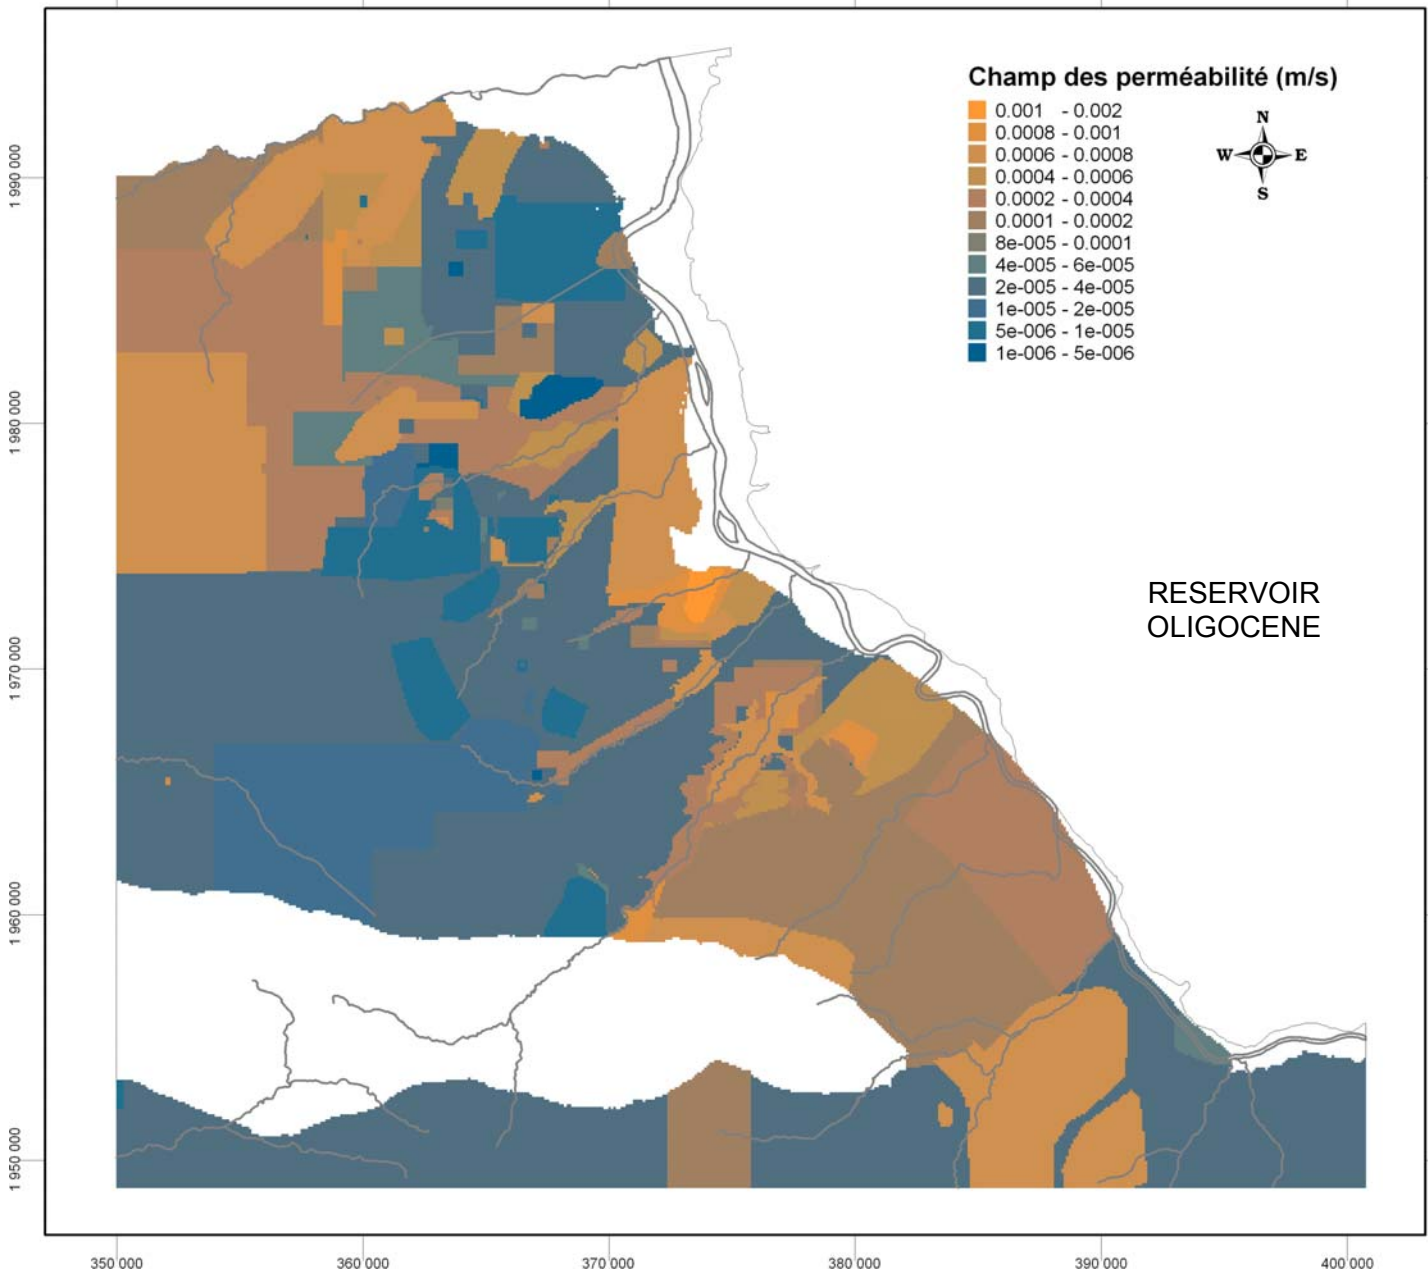 Champ des perméabilité (m/s)
0.001 - 0.002
0.0008 - 0.001
0.0006 - 0.0008
0.0004 - 0.0006
0.0002 - 0.0004
0.0001 - 0.0002
8e-005 - 0.0001
4e-005 - 6e-005
2e-005 - 4e-005
1e-005 - 2e-005
5e-006 - 1e-005
1e-006 - 5e-006
N
W E
S
RESERVOIR
OLIGOCENE
1 990 000
1 980 000
1 970 000
1 960 000
1 950 000
350 000 360 000 370 000 380 000 390 000 400 000